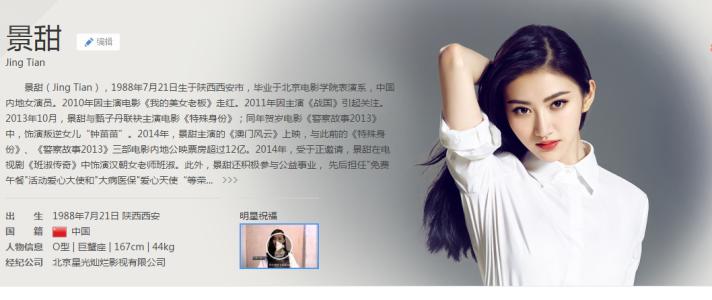 景甜
编辑
Jing Tian
景甜（Jing Tian），1988年7月21日生于陕西西安市，毕业于北京电影学院表演系，中国
内地女演员。2010年因主演电影《我的美女老板》走红。2011年因主演《战国》引起关注。
2013年10月，景甜与甄子丹联袂主演电影《特殊身份》；同年贺岁电影《警察故事2013》
中，饰演叛逆女儿“钟苗苗”。2014年，景甜主演的《澳门风云》上映，与此前的《特殊身
份》、《警察故事2013》三部电影内地公映票房超过12亿。2014年，受于正邀请，景甜在电
视剧《班淑传奇》中饰演汉朝女老师班淑。此外，景甜还积极参与公益事业， 先后担任"免费
午餐"活动爱心大使和"大病医保"爱心天使 “等荣... >>>
出 生 1988年7月21日 陕西西安
国 籍 中国
人物信息 O型 | 巨蟹座 | 167cm | 44kg
经纪公司 北京星光灿烂影视有限公司
明星祝福